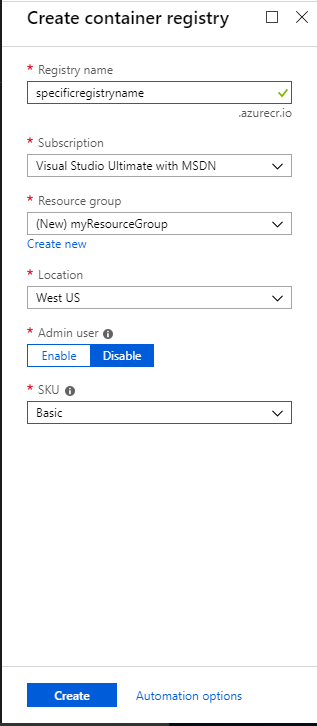 Create container registry
* Registry name
specificregistryname
.azurecr.io
* Subscription
Visual Studio Ultimate with MSDN
* Resource group
(New) myResourceGroup
Create new
* Location
West US
* Admin user
Enable Disable
* SKU
Basic
Create Automation options